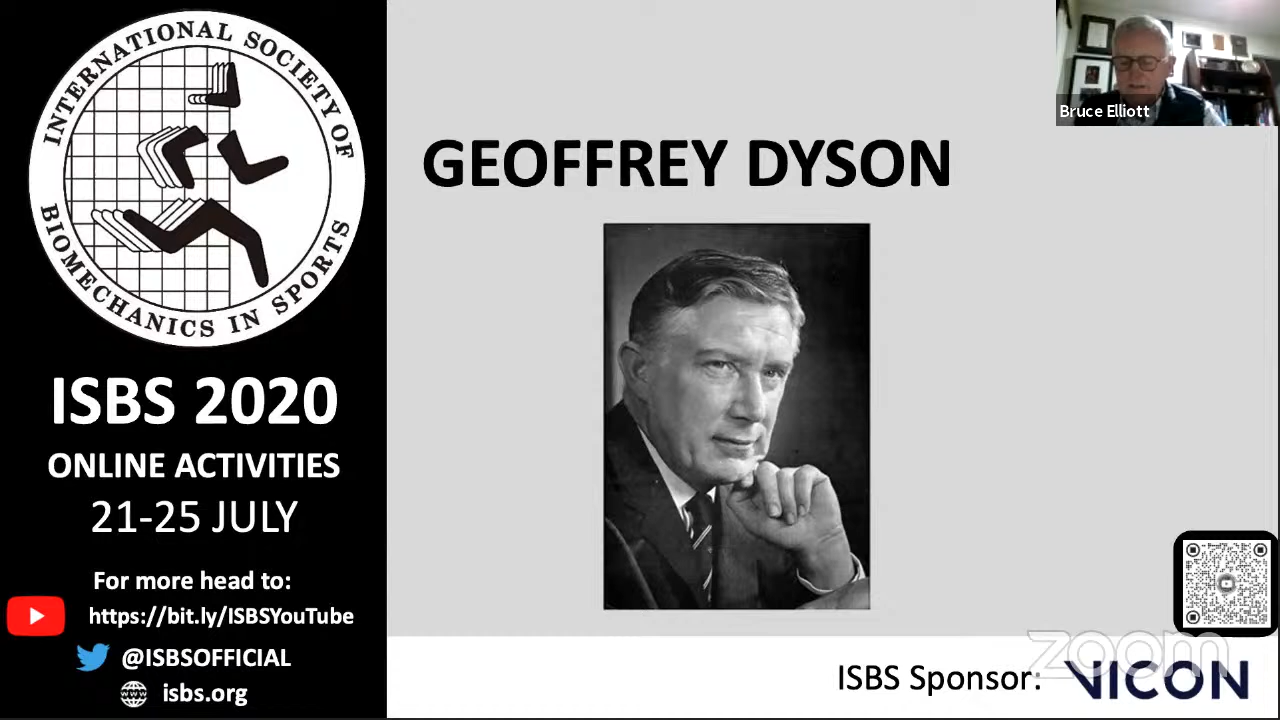 INTERNATIONAL SOCIETY OF
BIOMECHANICS IN SPORTS
ISBS 2020
ONLINE ACTIVITIES
21-25 JULY
For more head to:
https://bit.ly/ISBSYouTube
@ISBSOFFICIAL
isbs.org
GEOFFREY DYSON
Bruce Elliott
zoom
ISBS Sponsor: VICON